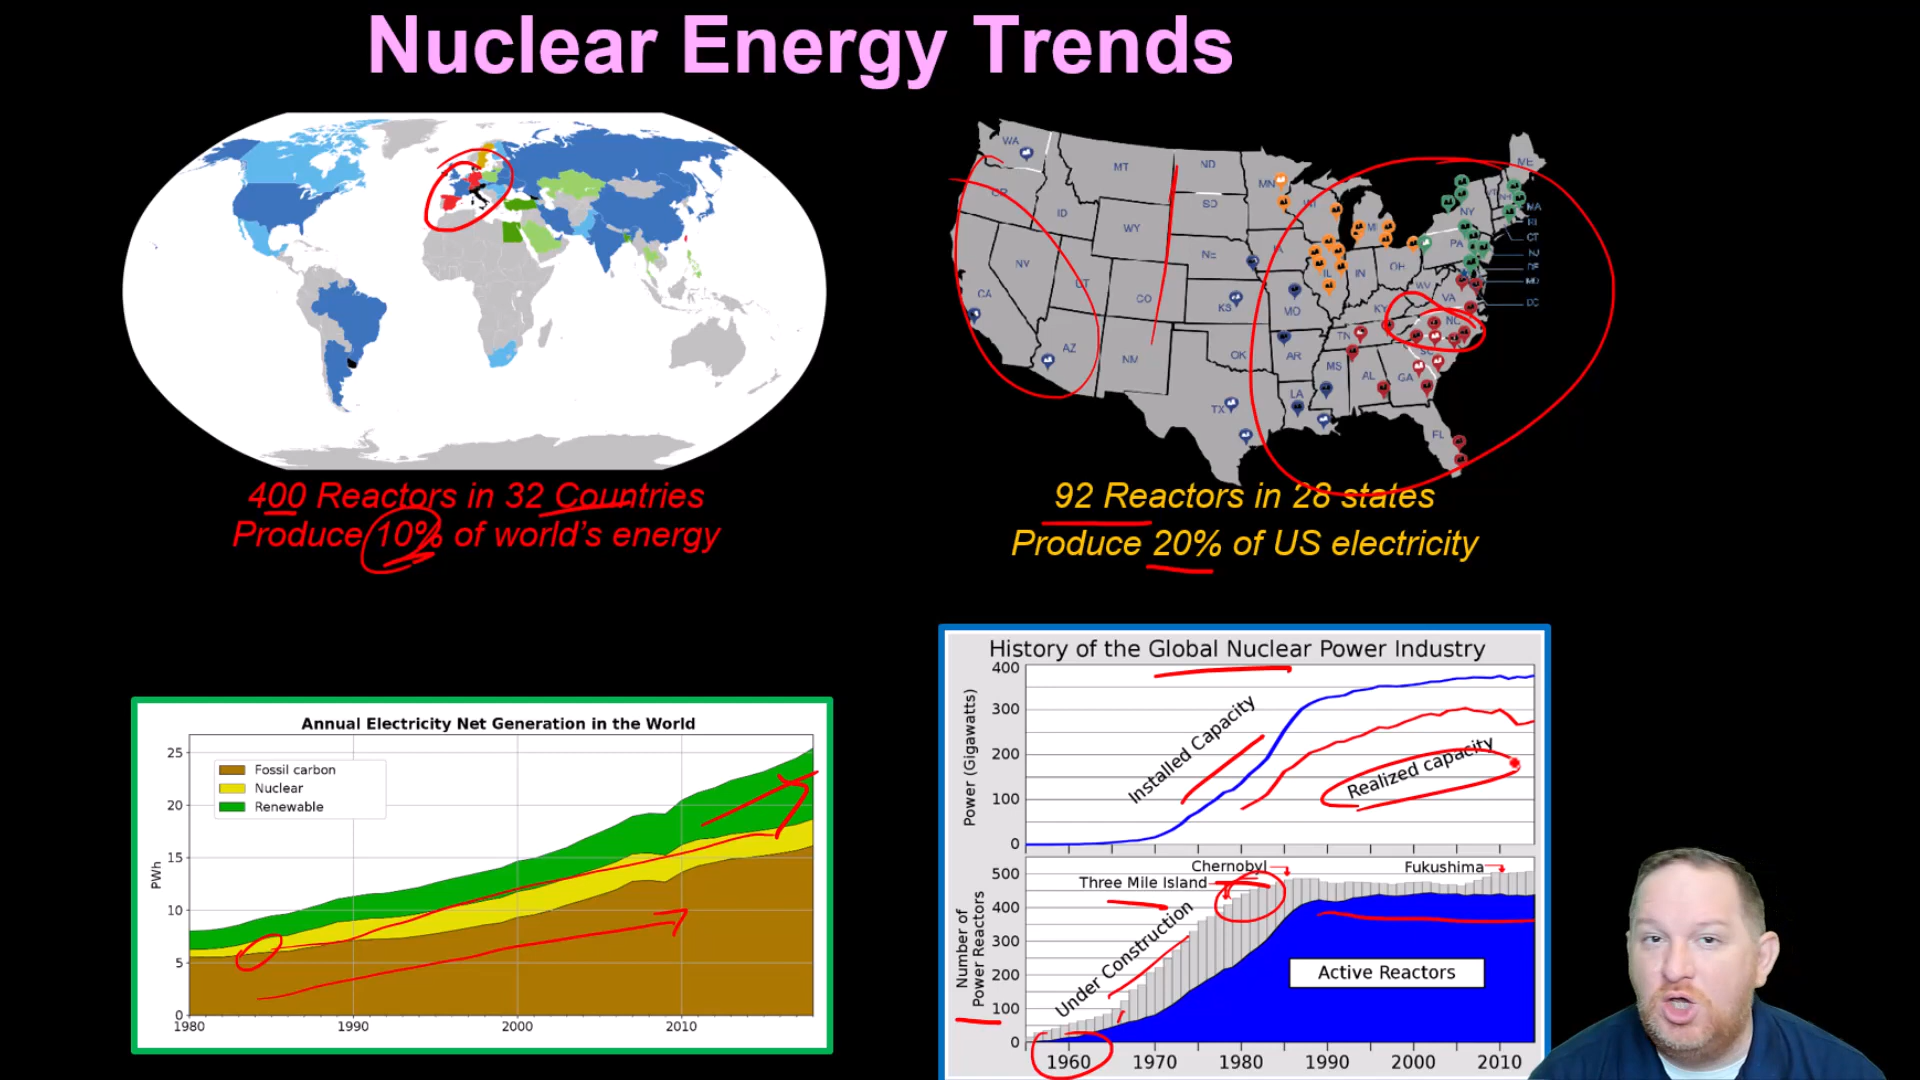 Nuclear Energy Trends
WA
MT
ND
MN
ME
OR
ID
SD
WY
NE
NV
UT
CO
CA
KS
AZ
NM
OK
TX
MO
AR
LA
MS
AL
GA
FL
TN
KY
IL
IN
OH
MI
WV
VA
NC
SC
PA
NY
VT
NH
MA
RI
CT
NJ
DE
MD
DC
400 Reactors in 32 Countries
Produce 10% of world's energy
92 Reactors in 28 states
Produce 20% of US electricity
Annual Electricity Net Generation in the World
Fossil carbon
Nuclear
Renewable
PWh
25
20
15
10
5
0
1980
1990
2000
2010
History of the Global Nuclear Power Industry
Power (Gigawatts)
400
300
200
100
0
Installed Capacity
Realized capacity
Number of
Power Reactors
500
400
300
200
100
0
Chernobyl
Three Mile Island
Fukushima
Under Construction
Active Reactors
1960
1970
1980
1990
2000
2010